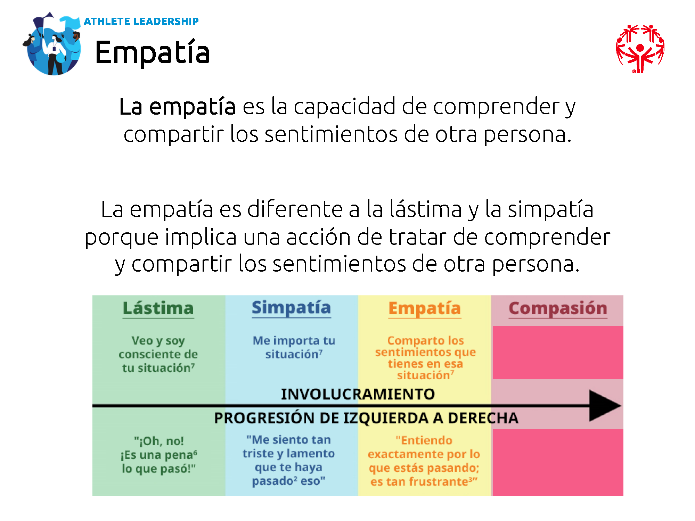 ATHLETE LEADERSHIP
Empatía
La empatía es la capacidad de comprender y
compartir los sentimientos de otra persona.
La empatía es diferente a la lástima y la simpatía
porque implica una acción de tratar de comprender
y compartir los sentimientos de otra persona.
Lástima
Veo y soy
consciente de
tu situación⁷
Simpatía
Me importa tu
situación⁷
Empatía
Comparto los
sentimientos que
tienes en esa
situación⁷
Compasión
INVOLUCRAMIENTO
PROGRESIÓN DE IZQUIERDA A DERECHA
"¡Oh, no!
¡Es una pena⁶
lo que pasó!"
"Me siento tan
triste y lamento
que te haya
pasado² eso"
"Entiendo
exactamente por lo
que estás pasando;
es tan frustrante³"